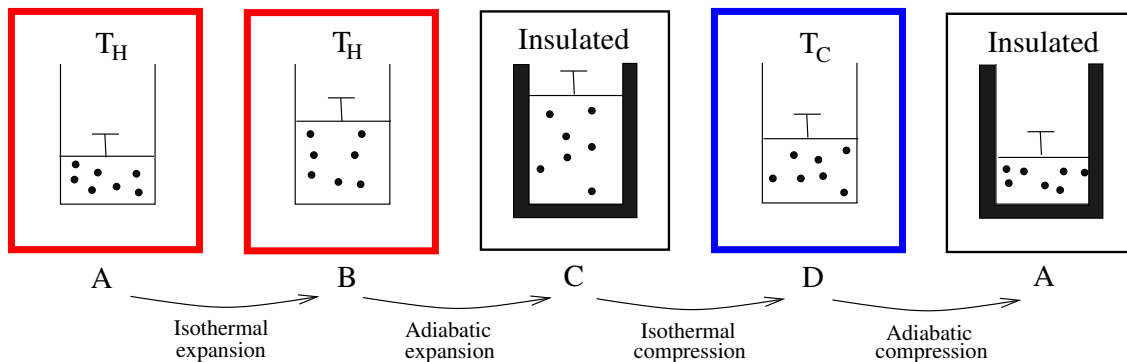 T_H
T_H
Insulated
T_C
Insulated
A
B
C
D
A
Isothermal
expansion
Adiabatic
expansion
Isothermal
compression
Adiabatic
compression